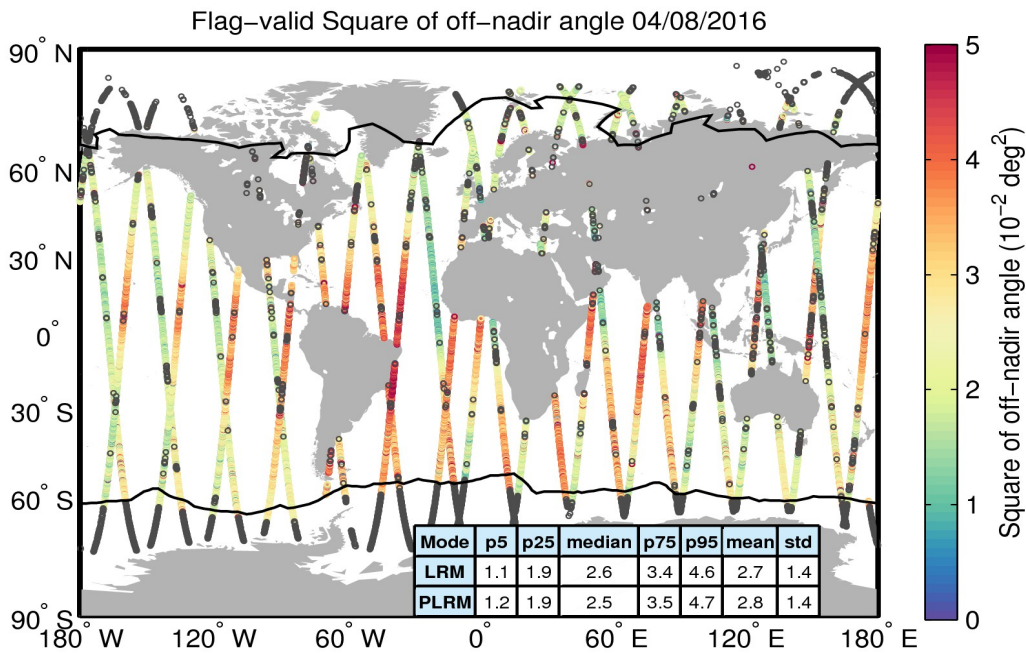 Flag−valid Square of off−nadir angle 04/08/2016
90° N
60° N
30° N
0°
30° S
60° S
90° S
180° W
120° W
60° W
0°
60° E
120° E
180° E
Mode p5 p25 median p75 p95 mean std
LRM 1.1 1.9 2.6 3.4 4.6 2.7 1.4
PLRM 1.2 1.9 2.5 3.5 4.7 2.8 1.4
5
4
3
2
1
0
Square of off−nadir angle (10⁻² deg²)